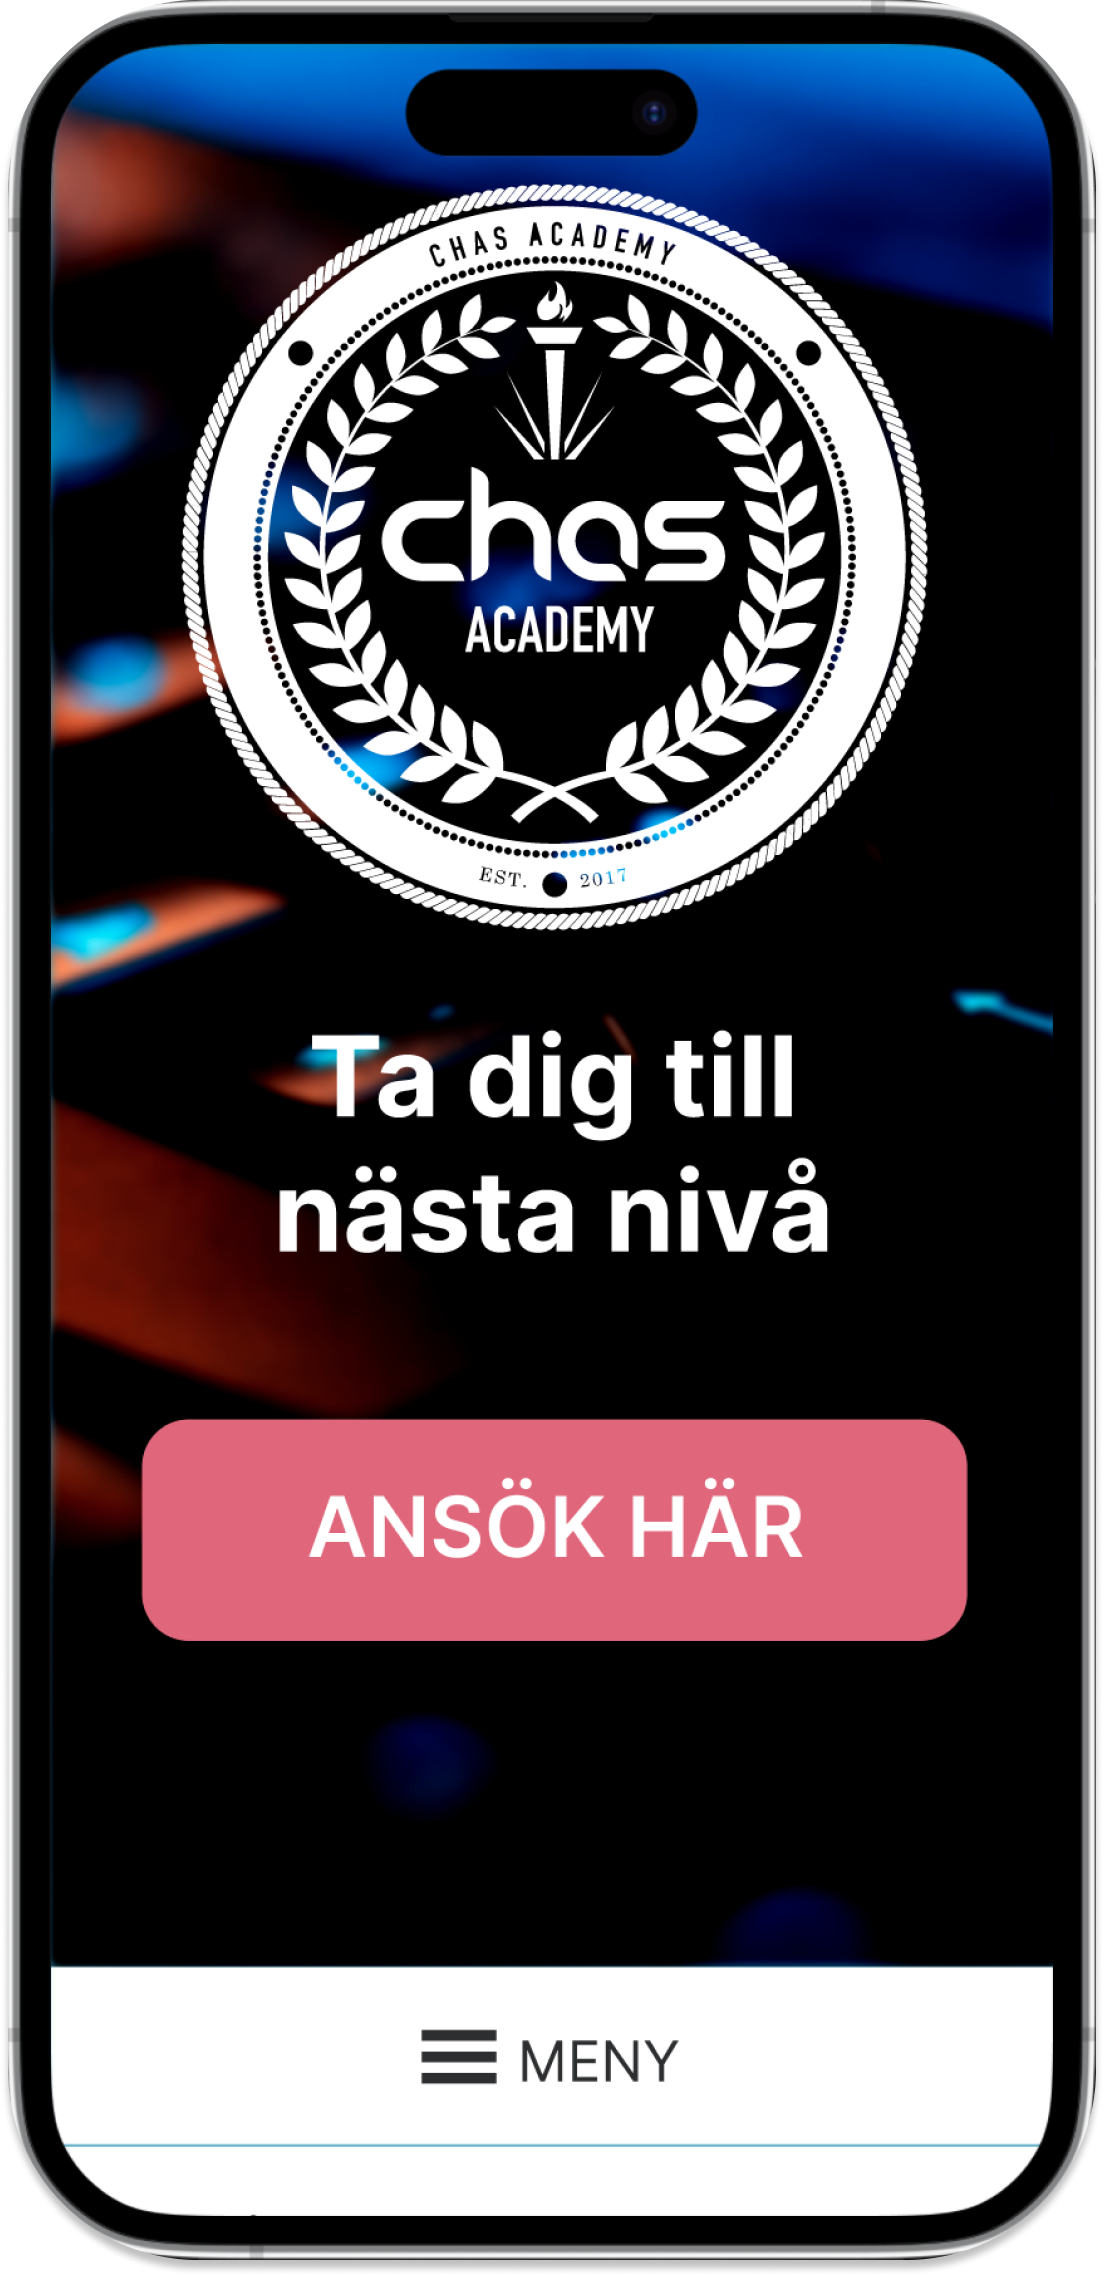 CHAS ACADEMY
chas
ACADEMY
EST. 2017
Ta dig till
nästa nivå
ANSÖK HÄR
MENY